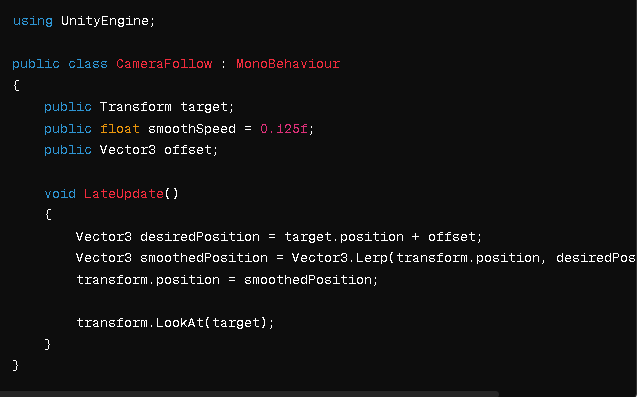 using UnityEngine;
public class CameraFollow : MonoBehaviour
{
public Transform target;
public float smoothSpeed = 0.125f;
public Vector3 offset;
void LateUpdate()
{
Vector3 desiredPosition = target.position + offset;
Vector3 smoothedPosition = Vector3.Lerp(transform.position, desiredPos
transform.position = smoothedPosition;
transform.LookAt(target);
}
}